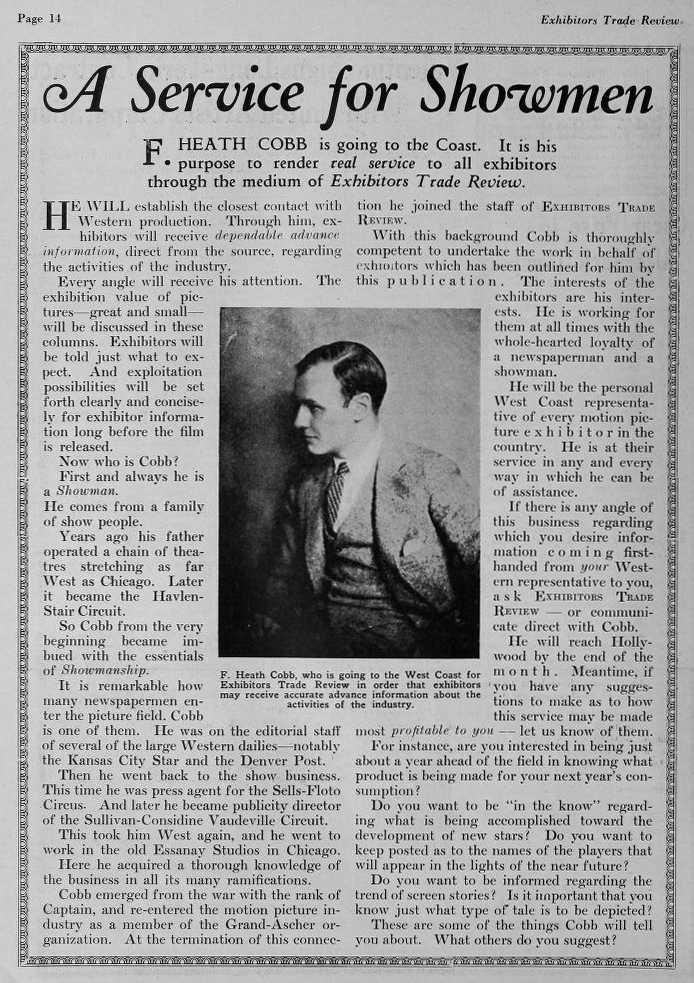 Page 14
Exhibitors Trade Review
A Service for Showmen
F. HEATH COBB is going to the Coast. It is his
purpose to render real service to all exhibitors
through the medium of Exhibitors Trade Review.
HE WILL establish the closest contact with
Western production. Through him, ex-
hibitors will receive dependable advance
information, direct from the source, regarding
the activities of the industry.
Every angle will receive his attention. The
exhibition value of pic-
tures—great and small—
will be discussed in these
columns. Exhibitors will
be told just what to ex-
pect. And exploitation
possibilities will be set
forth clearly and concise-
ly for exhibitor informa-
tion long before the film
is released.
Now who is Cobb?
First and always he is
a Showman.
He comes from a family
of show people.
Years ago his father
operated a chain of thea-
tres stretching as far
West as Chicago. Later
it became the Havlen-
Stair Circuit.
So Cobb from the very
beginning became im-
bued with the essentials
of Showmanship.
It is remarkable how
many newspapermen en-
ter the picture field. Cobb
is one of them. He was on the editorial staff
of several of the large Western dailies—notably
the Kansas City Star and the Denver Post.
Then he went back to the show business.
This time he was press agent for the Sells-Floto
Circus. And later he became publicity director
of the Sullivan-Considine Vaudeville Circuit.
This took him West again, and he went to
work in the old Essanay Studios in Chicago.
Here he acquired a thorough knowledge of
the business in all its many ramifications.
Cobb emerged from the war with the rank of
Captain, and re-entered the motion picture in-
dustry as a member of the Grand-Ascher or-
ganization. At the termination of this connec-
tion he joined the staff of EXHIBITORS TRADE
REVIEW.
With this background Cobb is thoroughly
competent to undertake the work in behalf of
exhibitors which has been outlined for him by
this publication. The interests of the
exhibitors are his inter-
ests. He is working for
them at all times with the
whole-hearted loyalty of
a newspaperman and a
showman.
He will be the personal
West Coast representa-
tive of every motion pic-
ture exhibitor in the
country. He is at their
service in any and every
way in which he can be
of assistance.
If there is any angle of
this business regarding
which you desire infor-
mation coming first-
handed from your West-
ern representative to you,
ask EXHIBITORS TRADE
REVIEW — or communi-
cate direct with Cobb.
He will reach Holly-
wood by the end of the
month. Meantime, if
you have any sugges-
tions to make as to how
this service may be made
most profitable to you — let us know of them.
For instance, are you interested in being just
about a year ahead of the field in knowing what
product is being made for your next year's con-
sumption?
Do you want to be "in the know" regard-
ing what is being accomplished toward the
development of new stars? Do you want to
keep posted as to the names of the players that
will appear in the lights of the near future?
Do you want to be informed regarding the
trend of screen stories? Is it important that you
know just what type of tale is to be depicted?
These are some of the things Cobb will tell
you about. What others do you suggest?
F. Heath Cobb, who is going to the West Coast for
Exhibitors Trade Review in order that exhibitors
may receive accurate advance information about the
activities of the industry.